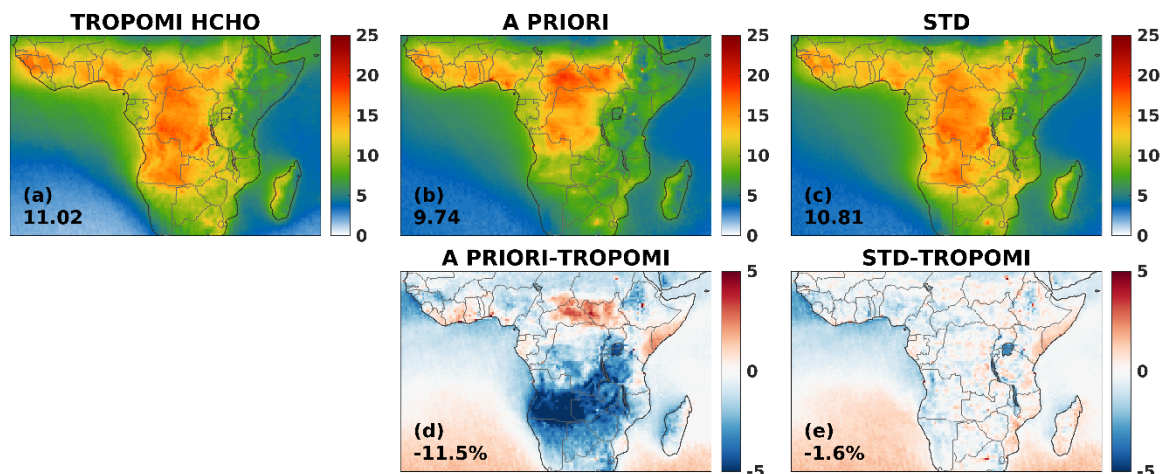 TROPOMI HCHO
A PRIORI
STD
25
20
15
10
5
0
25
20
15
10
5
0
25
20
15
10
5
0
(a)
11.02
(b)
9.74
(c)
10.81
A PRIORI-TROPOMI
STD-TROPOMI
5
0
-5
5
0
-5
(d)
-11.5%
(e)
-1.6%